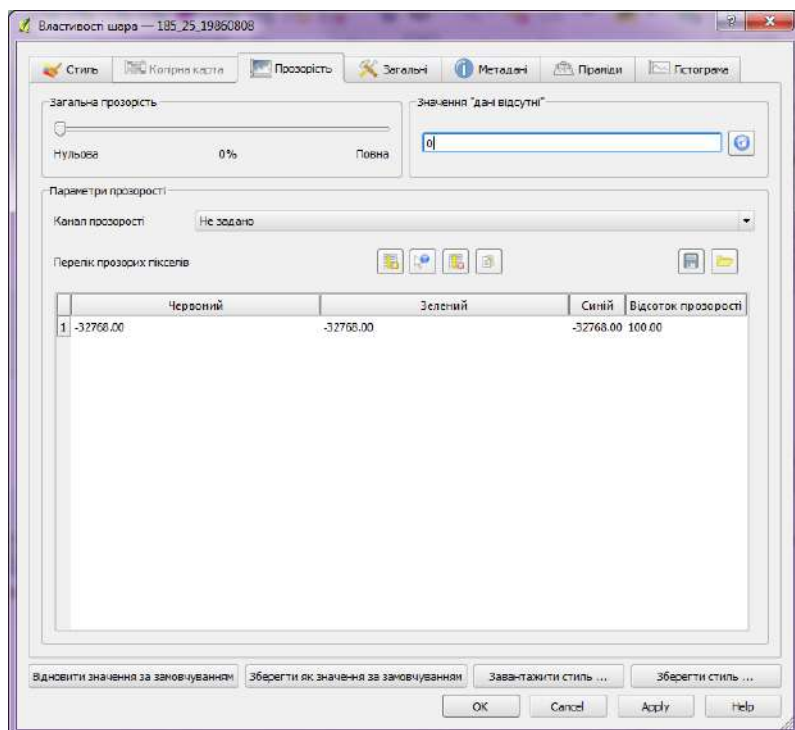 Властивості шара — 185_25_19860808
Стиль Колірна карта Прозорість Загальні Метадані Піраміди Гістограма
Загальна прозорість
Нульова 0% Повна
Значення "дані відсутні"
0
Параметри прозорості
Канал прозорості Не задано
Перелік прозорих пікселів
Червоний Зелений Синій Відсоток прозорості
1 -32768.00 -32768.00 -32768.00 100.00
Відновити значення за замовчуванням Зберегти як значення за замовчуванням Завантажити стиль ... Зберегти стиль ...
OK Cancel Apply Help